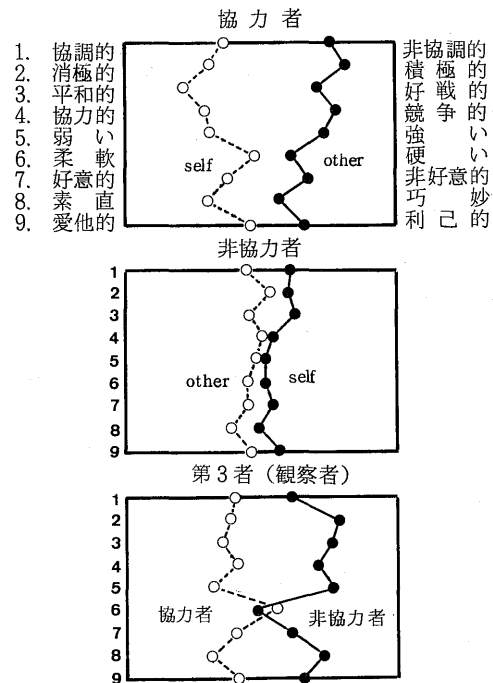 協力者
1. 協調的 非協調的
2. 消極的 積極的
3. 平和的 好戦的
4. 協力的 競争的
5. 弱い 強い
6. 柔軟 硬い
7. 好意的 非好意的
8. 素直 巧妙
9. 愛他的 利己的
self other
非協力者
1
2
3
4
5
6
7
8
9
other self
第3者(観察者)
1
2
3
4
5
6
7
8
9
協力者 非協力者